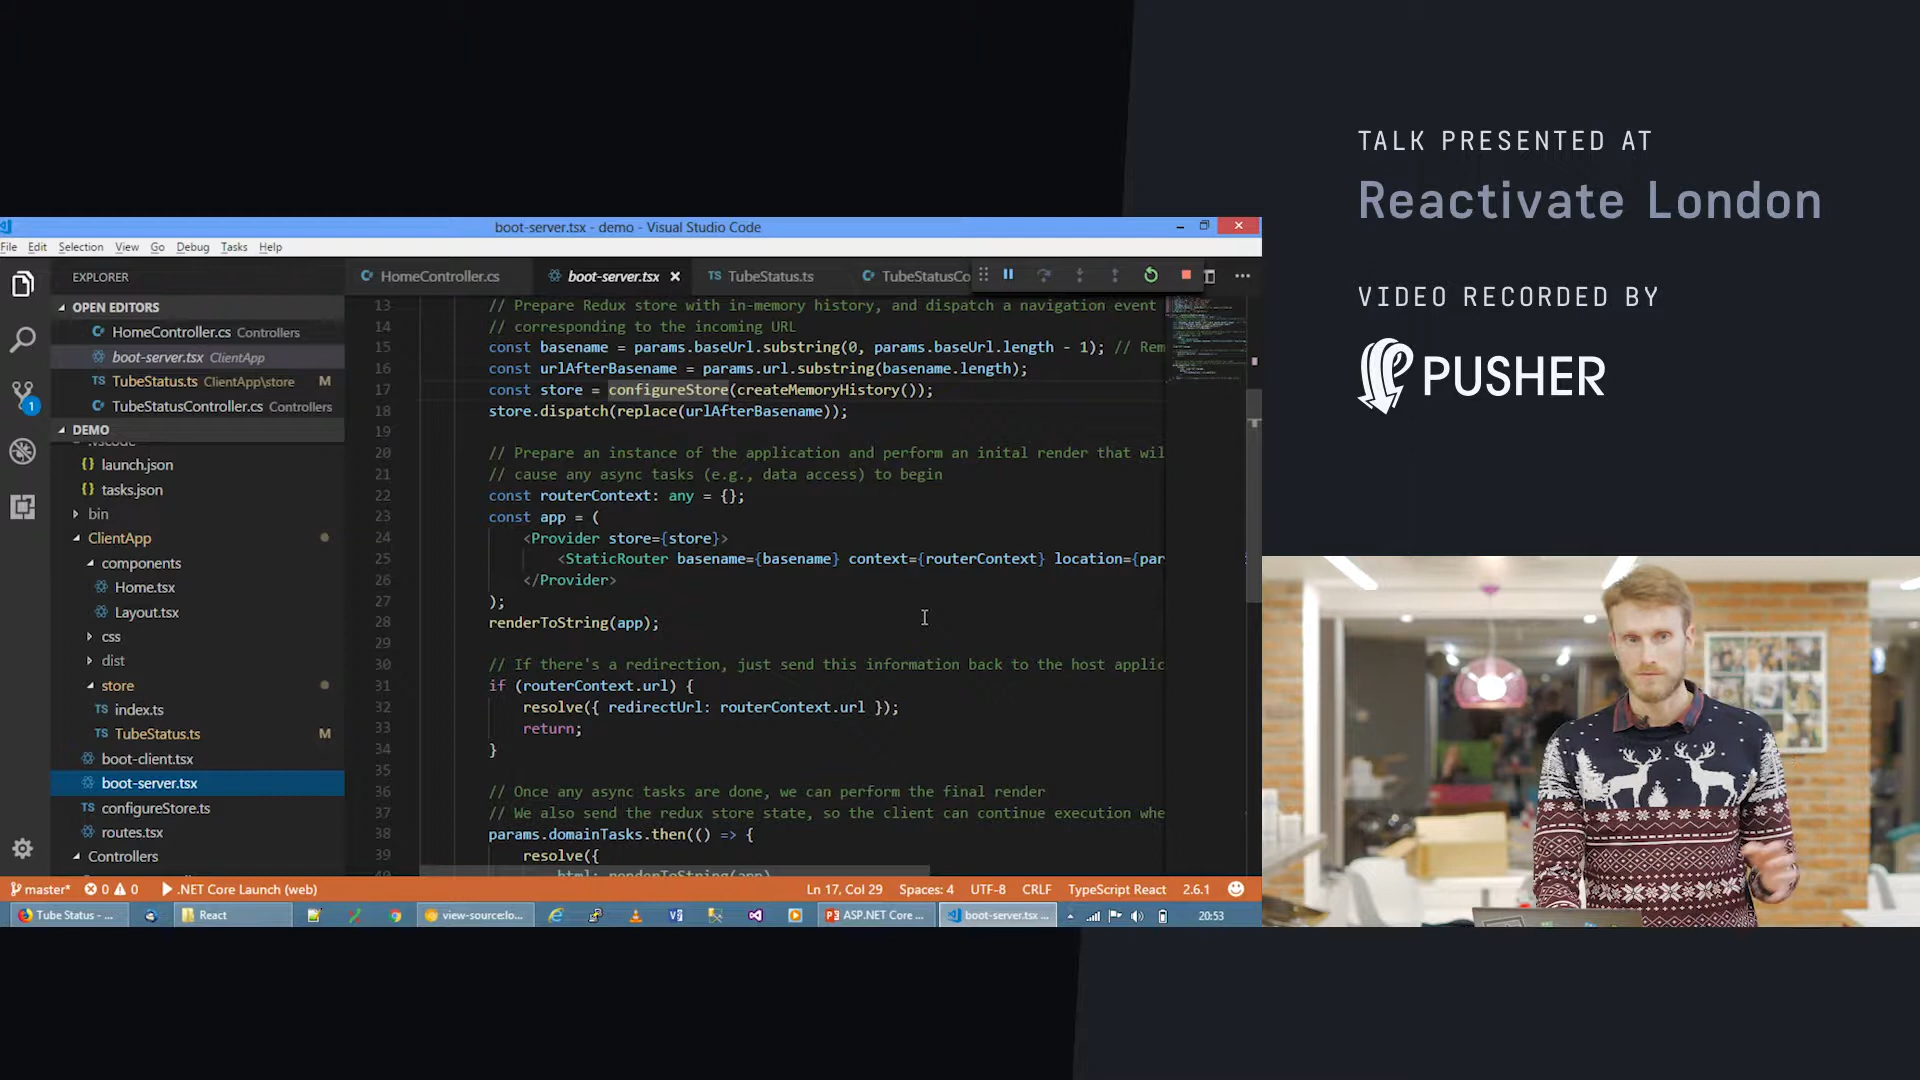 TALK PRESENTED AT
Reactivate London
VIDEO RECORDED BY
PUSHER
boot-server.tsx - demo - Visual Studio Code
File Edit Selection View Go Debug Tasks Help
EXPLORER
OPEN EDITORS
HomeController.cs Controllers
boot-server.tsx ClientApp
TS TubeStatus.ts ClientApp\store M
TubeStatusController.cs Controllers
DEMO
.vscode
{} launch.json
{} tasks.json
bin
ClientApp
components
Home.tsx
Layout.tsx
css
dist
store
TS index.ts
TS TubeStatus.ts M
boot-client.tsx
boot-server.tsx
configureStore.ts
routes.tsx
Controllers
1
HomeController.cs boot-server.tsx TS TubeStatus.ts TubeStatusCo
13 // Prepare Redux store with in-memory history, and dispatch a navigation event
14 // corresponding to the incoming URL
15 const basename = params.baseUrl.substring(0, params.baseUrl.length - 1); // Rem
16 const urlAfterBasename = params.url.substring(basename.length);
17 const store = configureStore(createMemoryHistory());
18 store.dispatch(replace(urlAfterBasename));
19
20 // Prepare an instance of the application and perform an inital render that wil
21 // cause any async tasks (e.g., data access) to begin
22 const routerContext: any = {};
23 const app = (
24 <Provider store={store}>
25 <StaticRouter basename={basename} context={routerContext} location={par
26 </Provider>
27 );
28 renderToString(app);
29
30 // If there's a redirection, just send this information back to the host applic
31 if (routerContext.url) {
32 resolve({ redirectUrl: routerContext.url });
33 return;
34 }
35
36 // Once any async tasks are done, we can perform the final render
37 // We also send the redux store state, so the client can continue execution whe
38 params.domainTasks.then(() => {
39 resolve({
40 html: renderToString(app),
master* 0 0 .NET Core Launch (web) Ln 17, Col 29 Spaces: 4 UTF-8 CRLF TypeScript React 2.6.1
Tube Status - ... React view-source:lo... ASP.NET Core ... boot-server.tsx ... 20:53